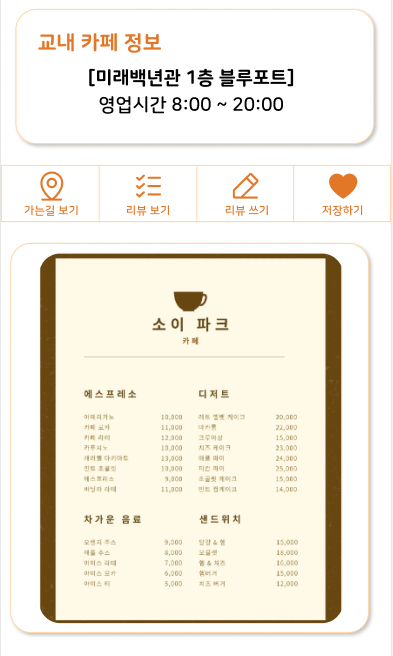 교내 카페 정보
[미래백년관 1층 블루포트]
영업시간 8:00 ~ 20:00
가는길 보기
리뷰 보기
리뷰 쓰기
저장하기
소이 파크
카페
에스프레소
디저트
아메리카노 10,000
레드 벨벳 케이크 20,000
카페 모카 11,000
마카롱 22,000
카페 라떼 12,000
크루아상 15,000
카푸치노 10,000
치즈 케이크 23,000
캐러멜 마키아토 13,000
애플 파이 24,000
민트 초콜릿 10,000
피칸 파이 25,000
에스프레소 9,000
초콜릿 케이크 15,000
바닐라 라떼 11,000
민트 컵케이크 14,000
차가운 음료
샌드위치
오렌지 주스 9,000
달걀 & 햄 15,000
애플 주스 8,000
오믈렛 16,000
아이스 라떼 7,000
햄 & 치즈 16,000
아이스 모카 6,000
햄버거 15,000
아이스 티 5,000
치즈 버거 12,000